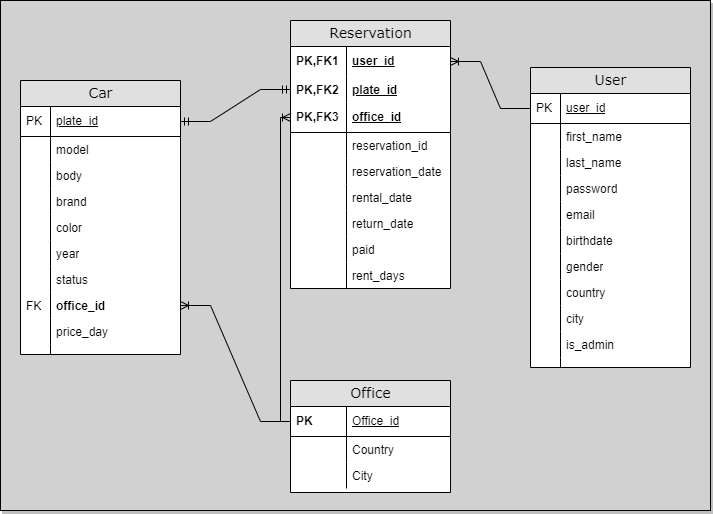 Reservation
PK,FK1 user_id
PK,FK2 plate_id
PK,FK3 office_id
reservation_id
reservation_date
rental_date
return_date
paid
rent_days
Car
PK plate_id
model
body
brand
color
year
status
FK office_id
price_day
User
PK user_id
first_name
last_name
password
email
birthdate
gender
country
city
is_admin
Office
PK Office_id
Country
City